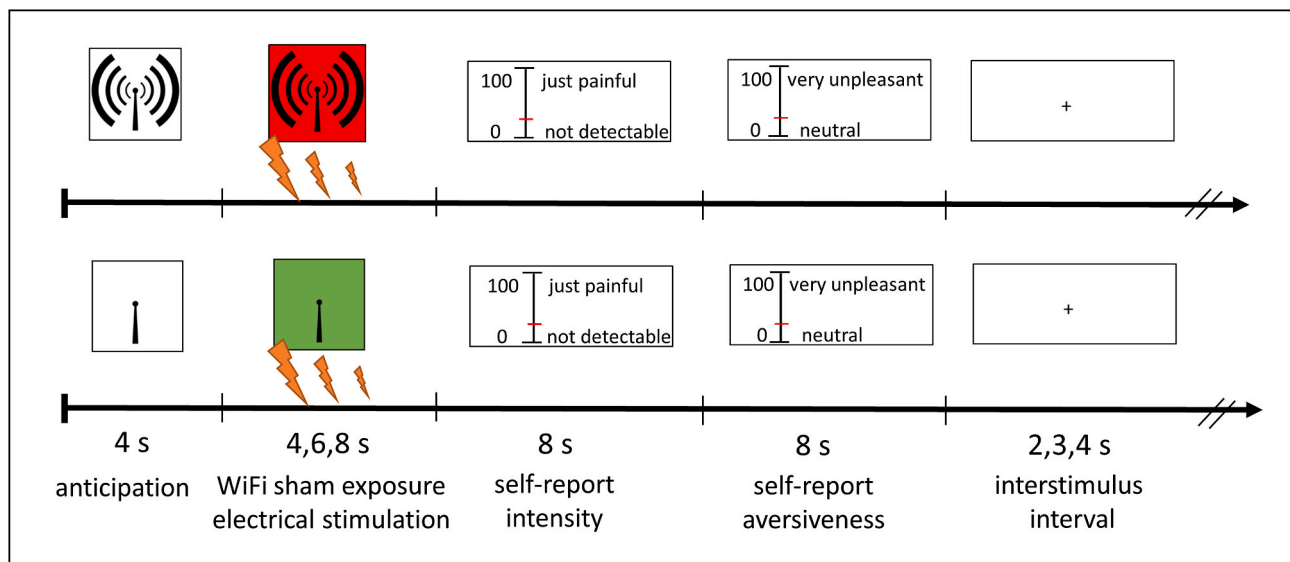 100 just painful
0 not detectable
100 very unpleasant
0 neutral
+
100 just painful
0 not detectable
100 very unpleasant
0 neutral
+
4 s
anticipation
4,6,8 s
WiFi sham exposure
electrical stimulation
8 s
self-report
intensity
8 s
self-report
aversiveness
2,3,4 s
interstimulus
interval